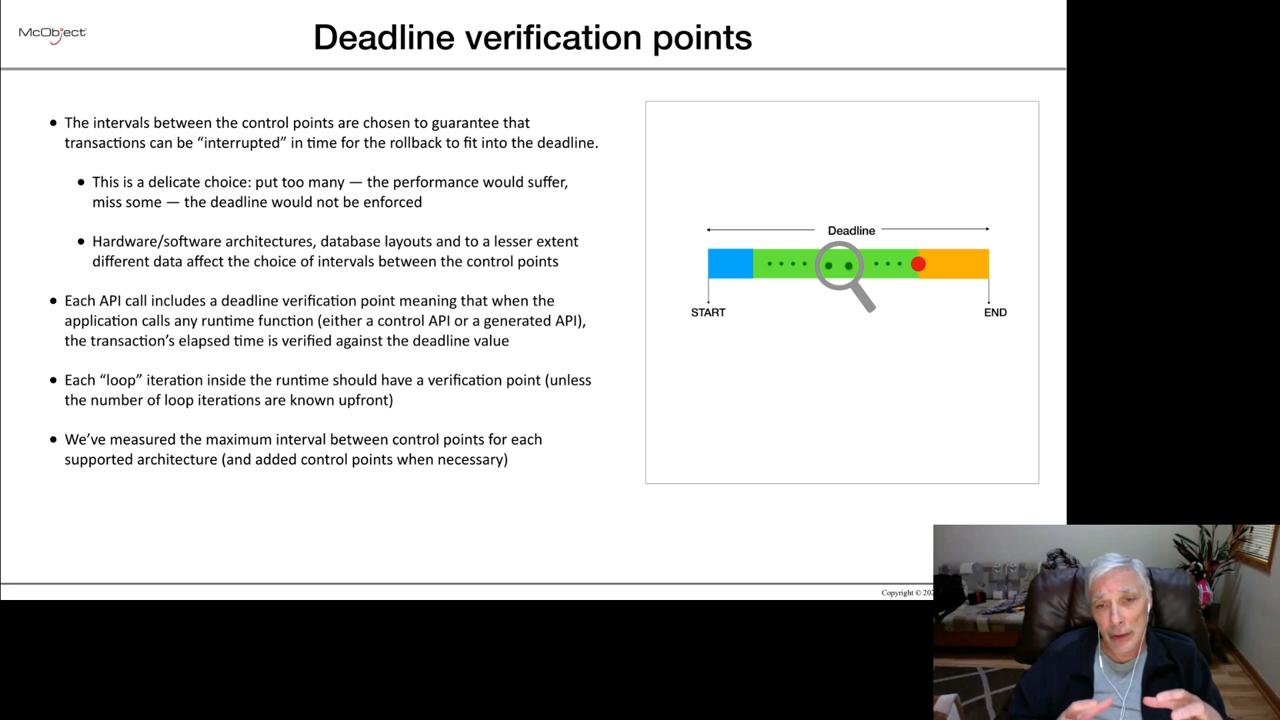 McObject
Deadline verification points
• The intervals between the control points are chosen to guarantee that
transactions can be “interrupted” in time for the rollback to fit into the deadline.
• This is a delicate choice: put too many — the performance would suffer,
miss some — the deadline would not be enforced
• Hardware/software architectures, database layouts and to a lesser extent
different data affect the choice of intervals between the control points
• Each API call includes a deadline verification point meaning that when the
application calls any runtime function (either a control API or a generated API),
the transaction’s elapsed time is verified against the deadline value
• Each “loop” iteration inside the runtime should have a verification point (unless
the number of loop iterations are known upfront)
• We’ve measured the maximum interval between control points for each
supported architecture (and added control points when necessary)
Deadline
START
END
Copyright ©